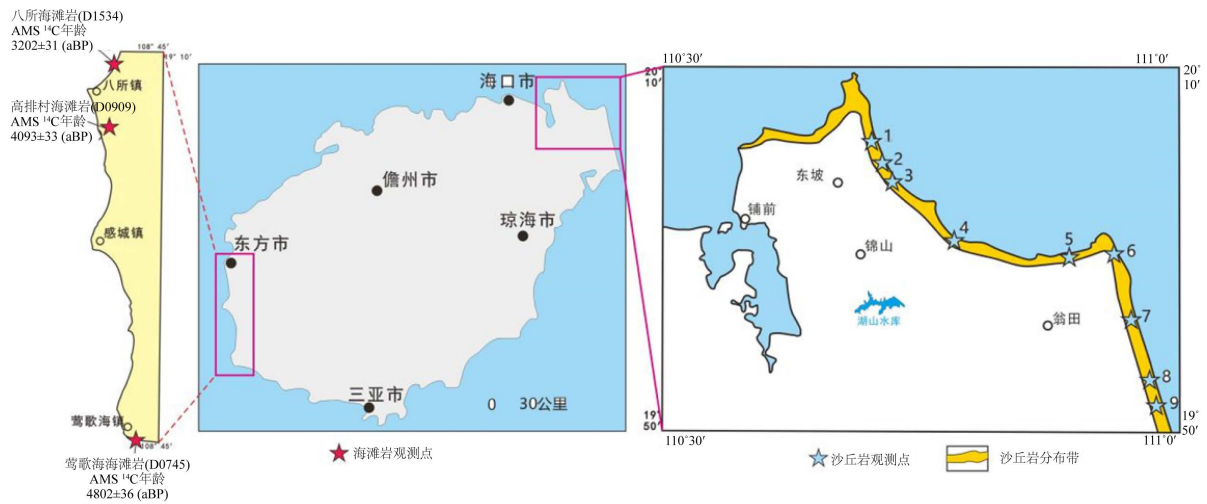 八所海滩岩(D1534)
AMS ¹⁴C年龄
3202±31 (aBP)
108° 45′
19° 10′
八所镇
高排村海滩岩(D0909)
AMS ¹⁴C年龄
4093±33 (aBP)
感城镇
莺歌海镇
108° 45′
莺歌海海滩岩(D0745)
AMS ¹⁴C年龄
4802±36 (aBP)
海口市
儋州市
琼海市
东方市
三亚市
0 30公里
海滩岩观测点
110°30′
111°0′
20°
10′
20°
10′
1
2
3
东坡
铺前
4
5
6
锦山
湖山水库
翁田
7
8
9
19°
50′
19°
50′
110°30′
111°0′
沙丘岩观测点
沙丘岩分布带